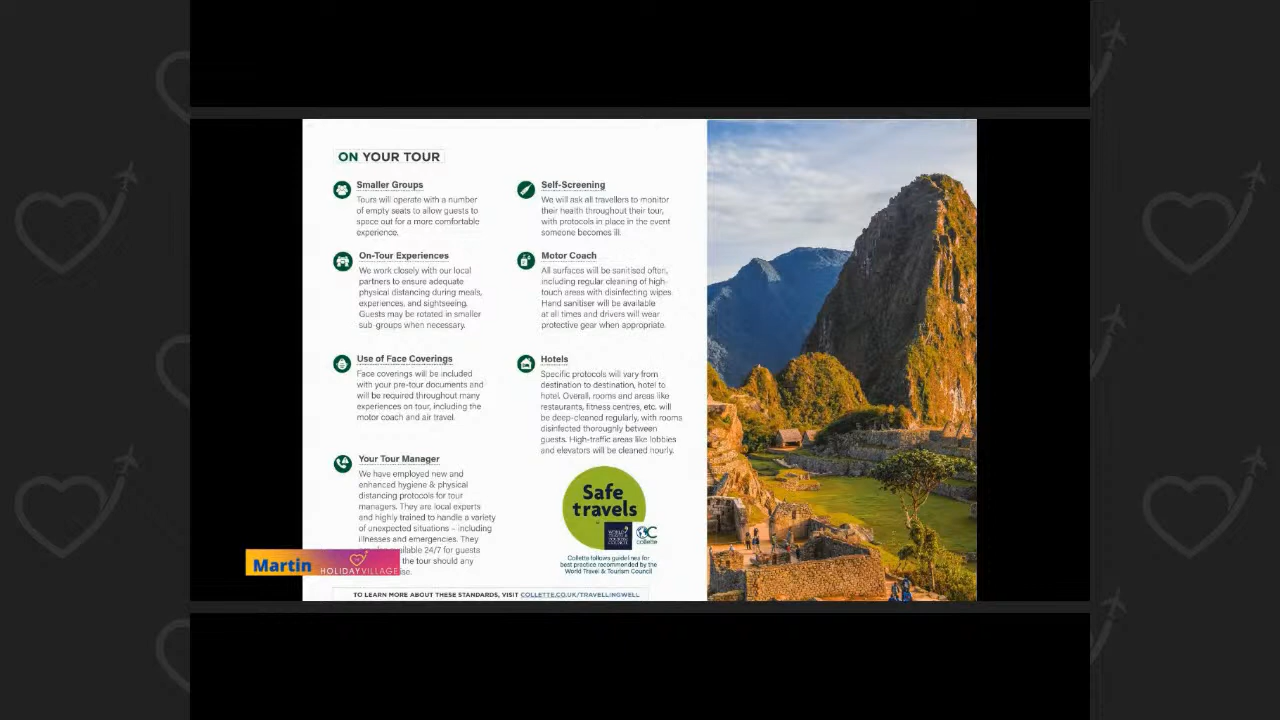 ON YOUR TOUR
Smaller Groups
Tours will operate with a number
of empty seats to allow guests to
space out for a more comfortable
experience.
On-Tour Experiences
We work closely with our local
partners to ensure adequate
physical distancing during meals,
experiences, and sightseeing.
Guests may be rotated in smaller
sub-groups when necessary.
Use of Face Coverings
Face coverings will be included
with your pre-tour documents and
will be required throughout many
experiences on tour, including the
motor coach and air travel.
Your Tour Manager
We have employed new and
enhanced hygiene & physical
distancing protocols for tour
managers. They are local experts
and highly trained to handle a variety
of unexpected situations – including
illnesses and emergencies. They
24/7 for guests
the tour should any
Self-Screening
We will ask all travellers to monitor
their health throughout their tour,
with protocols in place in the event
someone becomes ill.
Motor Coach
All surfaces will be sanitised often,
including regular cleaning of high-
touch areas with disinfecting wipes.
Hand sanitiser will be available
at all times and drivers will wear
protective gear when appropriate.
Hotels
Specific protocols will vary from
destination to destination, hotel to
hotel. Overall, rooms and areas like
restaurants, fitness centres, etc. will
be deep-cleaned regularly, with rooms
disinfected thoroughly between
guests. High-traffic areas like lobbies
and elevators will be cleaned hourly.
Safe
travels
collette
Collette follows guidelines for
best practice recommended by the
World Travel & Tourism Council
TO LEARN MORE ABOUT THESE STANDARDS, VISIT COLLETTE.CO.UK/TRAVELLINGWELL
Martin
HOLIDAYVILLAGE